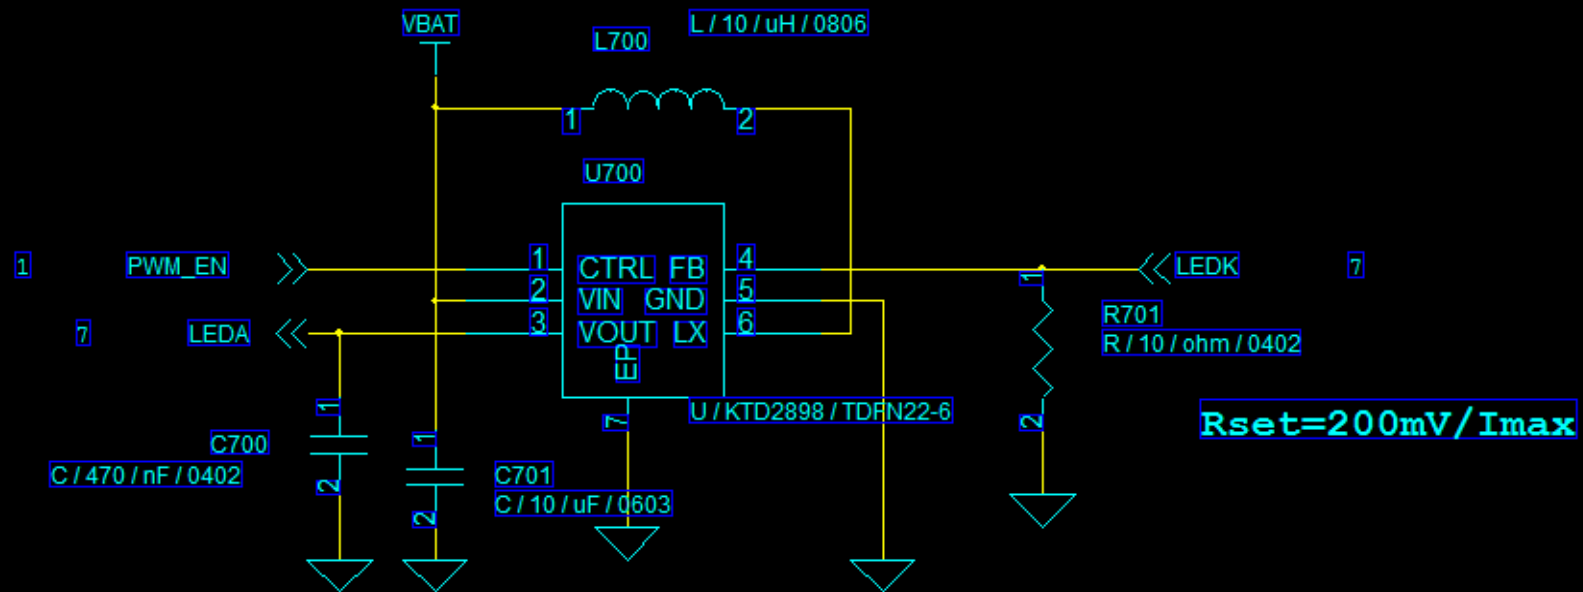 VBAT
L700
L / 10 / uH / 0806
1
2
U700
1
PWM_EN
1
CTRL
FB
4
LEDK
7
2
VIN
GND
5
1
7
LEDA
3
VOUT
LX
6
R701
R / 10 / ohm / 0402
EP
7
U / KTD2898 / TDFN22-6
2
Rset=200mV/Imax
1
C700
C / 470 / nF / 0402
2
1
C701
C / 10 / uF / 0603
2